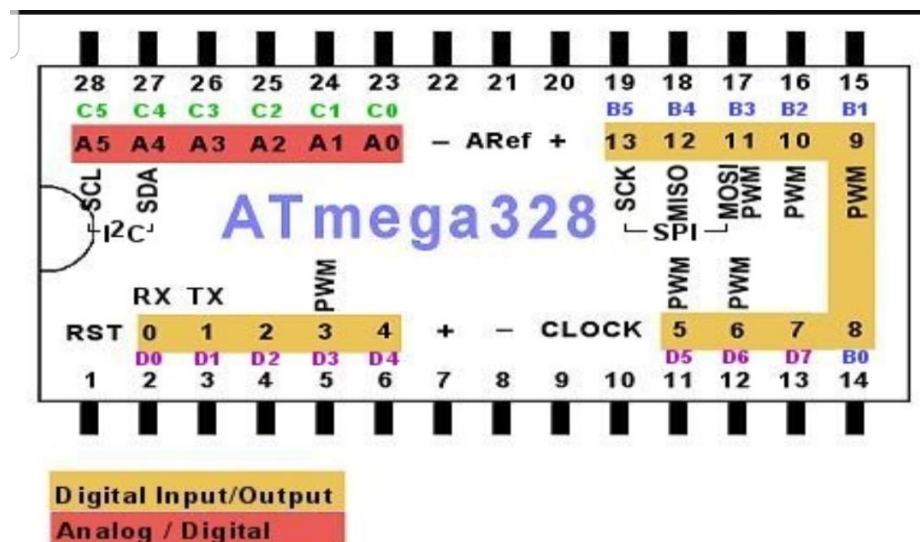 28 27 26 25 24 23 22 21 20 19 18 17 16 15
C5 C4 C3 C2 C1 C0 B5 B4 B3 B2 B1
A5 A4 A3 A2 A1 A0 – ARef + 13 12 11 10 9
SCL SDA SCK MISO MOSI PWM PWM PWM
I²C ATmega328 SPI
PWM PWM PWM
RX TX
RST 0 1 2 3 4 + – CLOCK 5 6 7 8
D0 D1 D2 D3 D4 D5 D6 D7 B0
1 2 3 4 5 6 7 8 9 10 11 12 13 14
Digital Input/Output
Analog / Digital